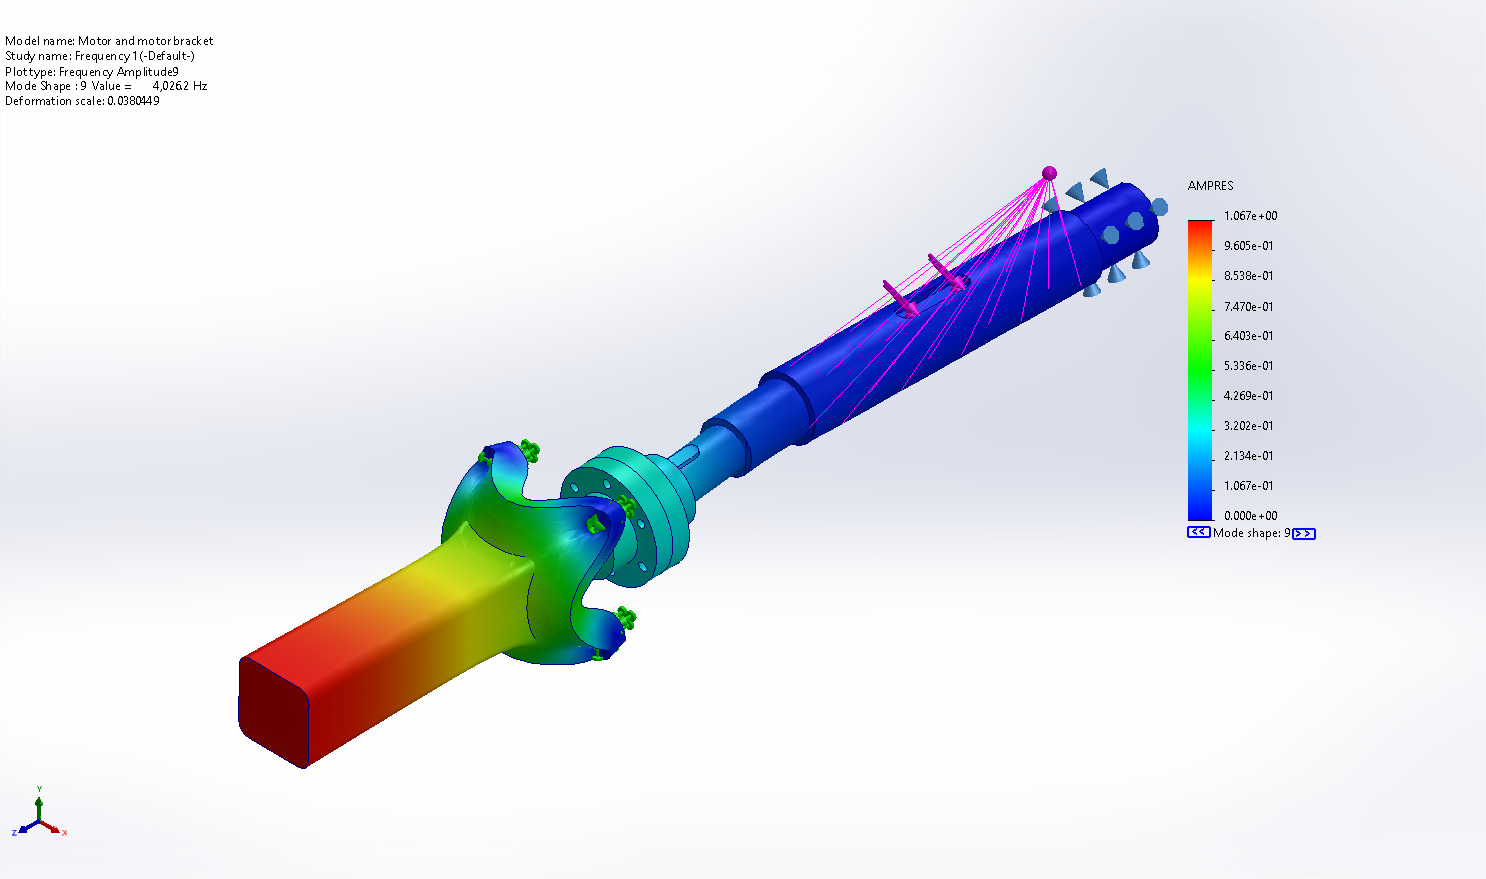 Model name: Motor and motor bracket
Study name: Frequency 1(-Default-)
Plot type: Frequency Amplitude9
Mode Shape : 9 Value = 4,026.2 Hz
Deformation scale: 0.0380449
AMPRES
1.067e+00
9.605e-01
8.538e-01
7.470e-01
6.403e-01
5.336e-01
4.269e-01
3.202e-01
2.134e-01
1.067e-01
0.000e+00
<< Mode shape: 9 >>
Y
Z
X